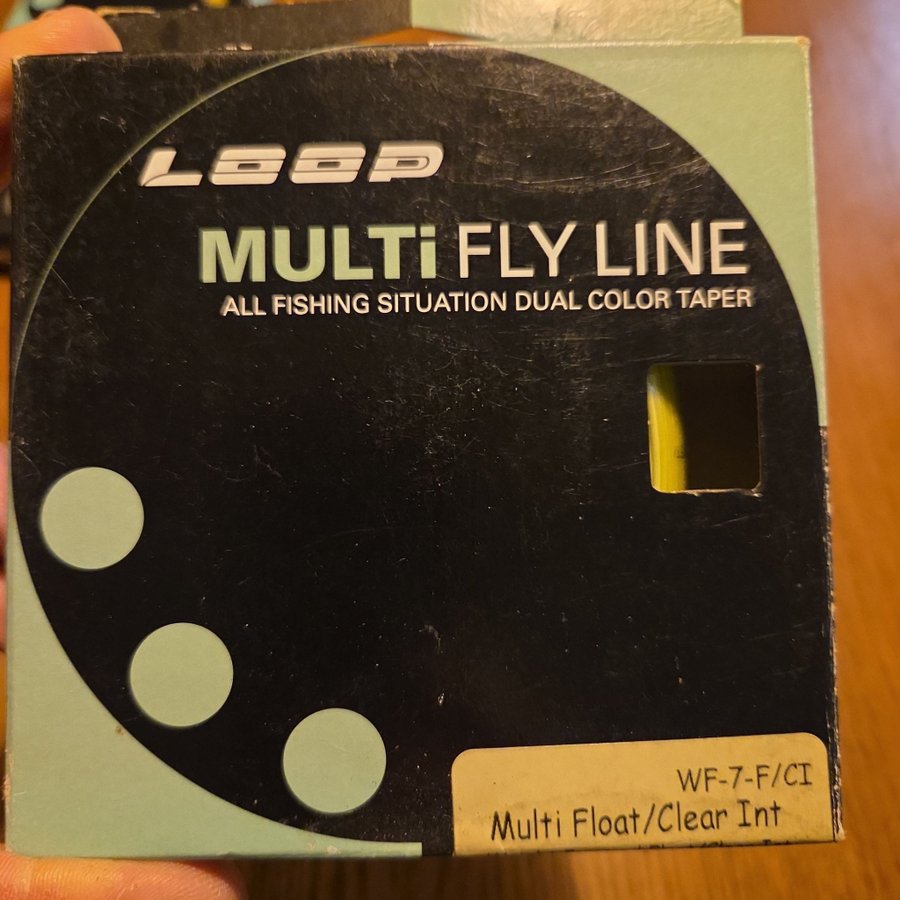 LOOP
MULTi FLY LINE
ALL FISHING SITUATION DUAL COLOR TAPER
WF-7-F/CI
Multi Float/Clear Int